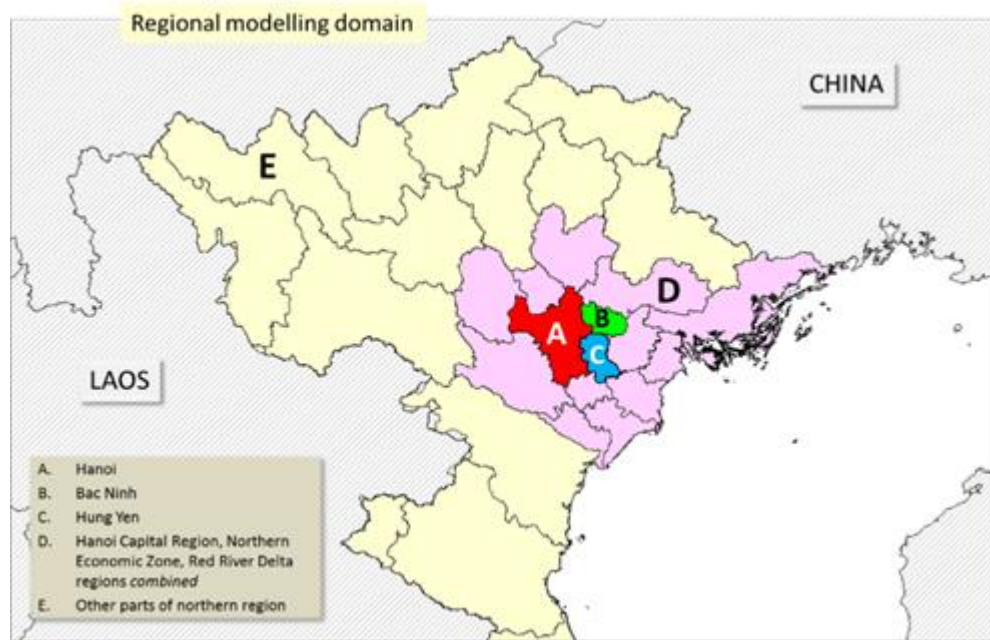 Regional modelling domain
CHINA
E
D
B
A
C
LAOS
A. Hanoi
B. Bac Ninh
C. Hung Yen
D. Hanoi Capital Region, Northern
Economic Zone, Red River Delta
regions combined
E. Other parts of northern region